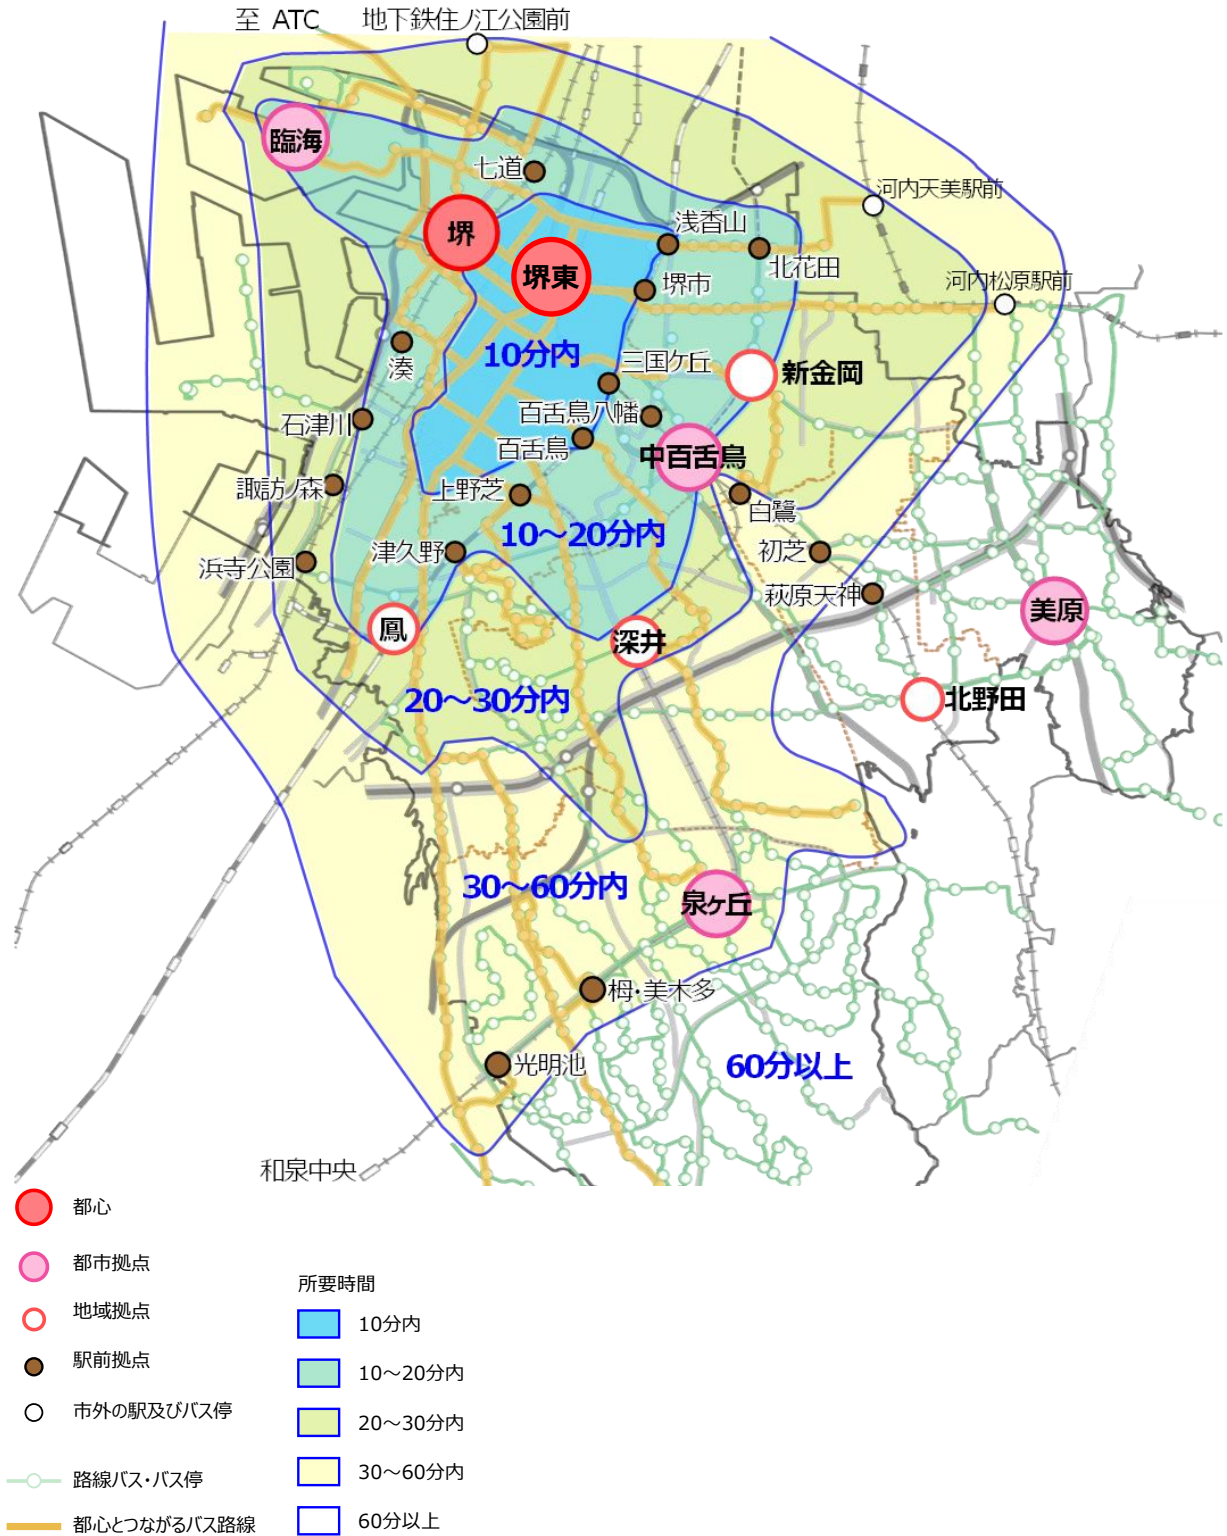 至 ATC
地下鉄住ノ江公園前
臨海
七道
河内天美駅前
堺
浅香山
北花田
堺東
堺市
河内松原駅前
湊
10分内
三国ケ丘
新金岡
百舌鳥八幡
石津川
百舌鳥
中百舌鳥
諏訪ノ森
上野芝
白鷺
10～20分内
津久野
初芝
浜寺公園
萩原天神
美原
鳳
深井
20～30分内
北野田
30～60分内
泉ヶ丘
栂・美木多
光明池
60分以上
和泉中央
都心
都市拠点
地域拠点
駅前拠点
市外の駅及びバス停
路線バス・バス停
都心とつながるバス路線
所要時間
10分内
10～20分内
20～30分内
30～60分内
60分以上